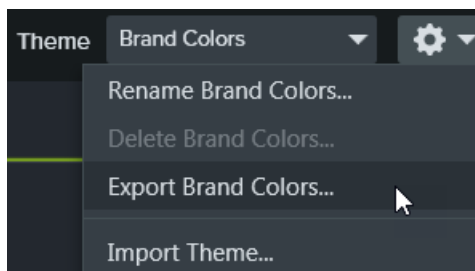 Theme Brand Colors
Rename Brand Colors...
Delete Brand Colors...
Export Brand Colors...
Import Theme...